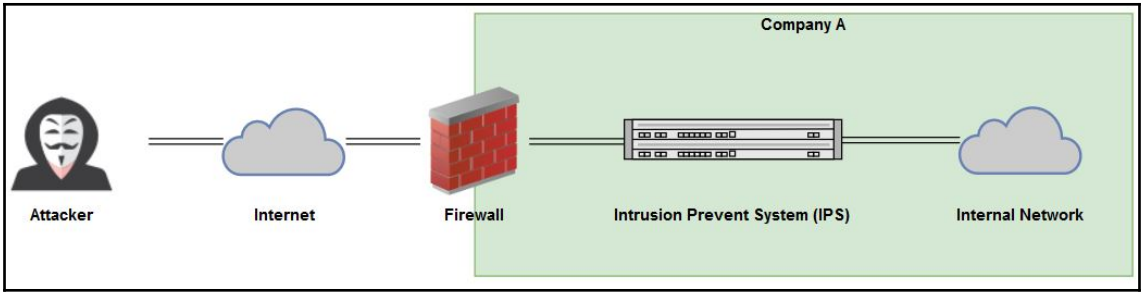 Company A
Attacker
Internet
Firewall
Intrusion Prevent System (IPS)
Internal Network